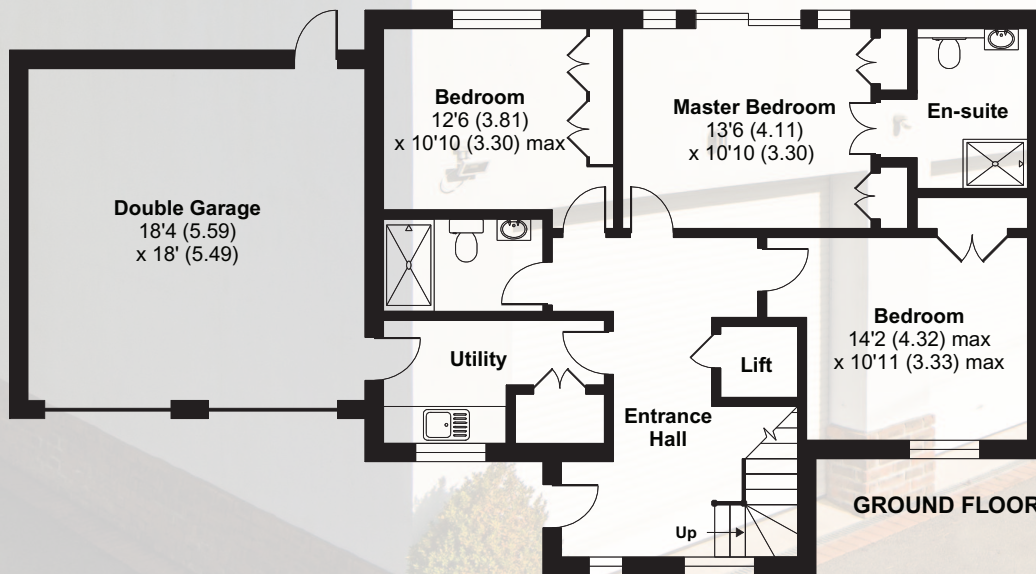 Bedroom
12'6 (3.81)
x 10'10 (3.30) max
Master Bedroom
13'6 (4.11)
x 10'10 (3.30)
En-suite
Double Garage
18'4 (5.59)
x 18' (5.49)
Bedroom
14'2 (4.32) max
x 10'11 (3.33) max
Utility
Lift
Entrance
Hall
Up
GROUND FLOOR